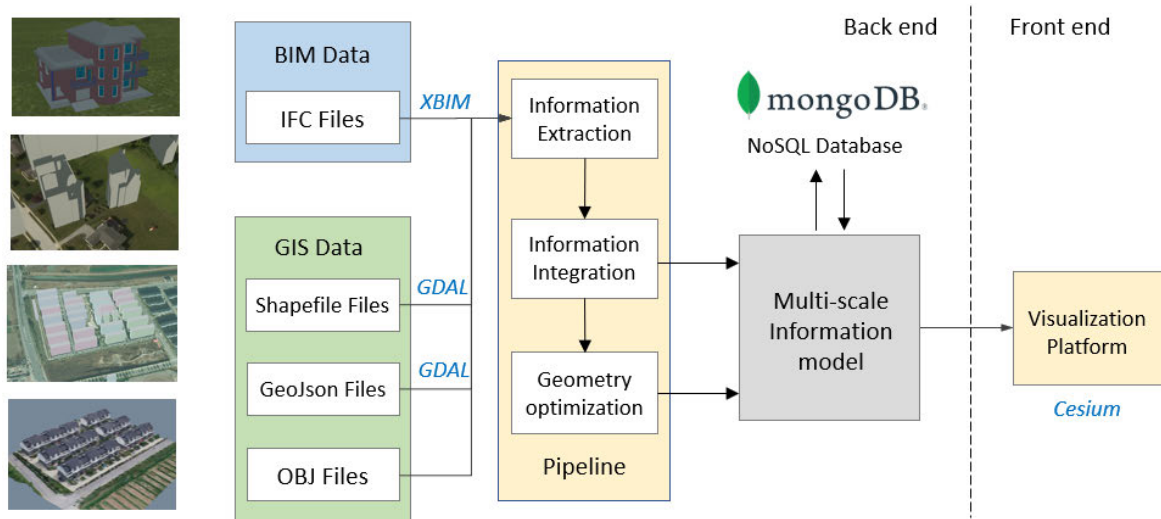 Back end
Front end
BIM Data
IFC Files
XBIM
GIS Data
Shapefile Files
GDAL
GeoJson Files
GDAL
OBJ Files
Information
Extraction
Information
Integration
Geometry
optimization
Pipeline
mongoDB®
NoSQL Database
Multi-scale
Information
model
Visualization
Platform
Cesium